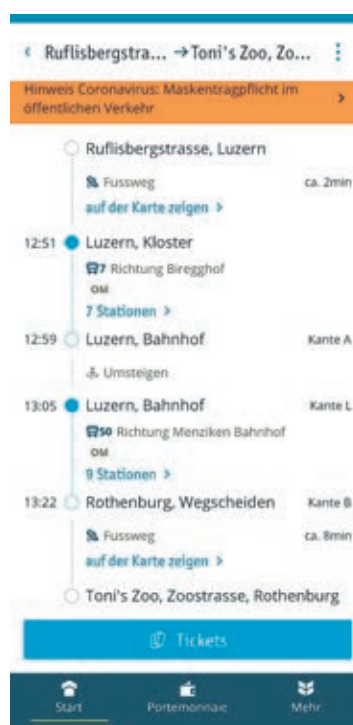 Ruflisbergstra... → Toni's Zoo, Zo...
Hinweis Coronavirus: Maskentragpflicht im
öffentlichen Verkehr
Ruflisbergstrasse, Luzern
Fussweg ca. 2min
auf der Karte zeigen >
12:51 Luzern, Kloster
7 Richtung Biregghof
OM
7 Stationen >
12:59 Luzern, Bahnhof Kante A
Umsteigen
13:05 Luzern, Bahnhof Kante L
50 Richtung Menziken Bahnhof
OM
9 Stationen >
13:22 Rothenburg, Wegscheiden Kante B
Fussweg ca. 8min
auf der Karte zeigen >
Toni's Zoo, Zoostrasse, Rothenburg
Tickets
Start Portemonnaie Mehr